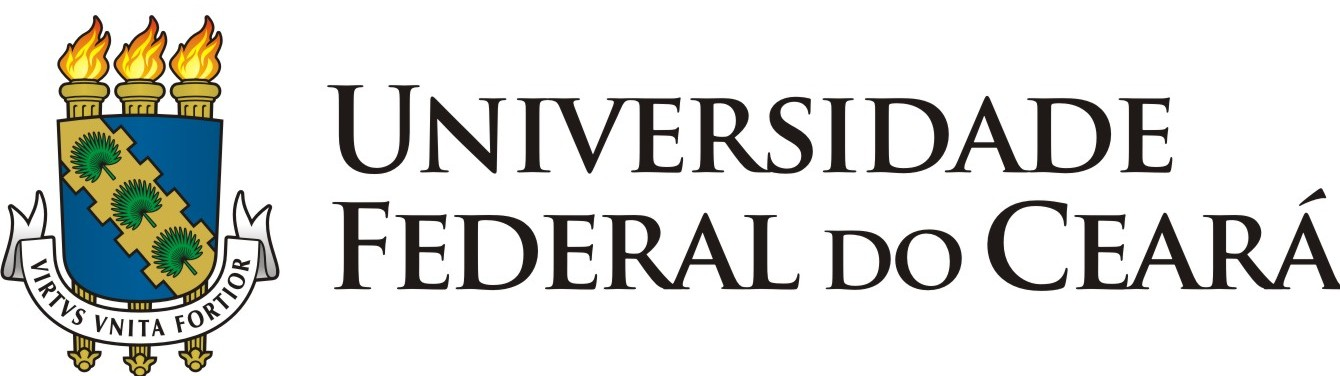 UNIVERSIDADE
FEDERAL DO CEARÁ
VIRTVS VNITA FORTIOR